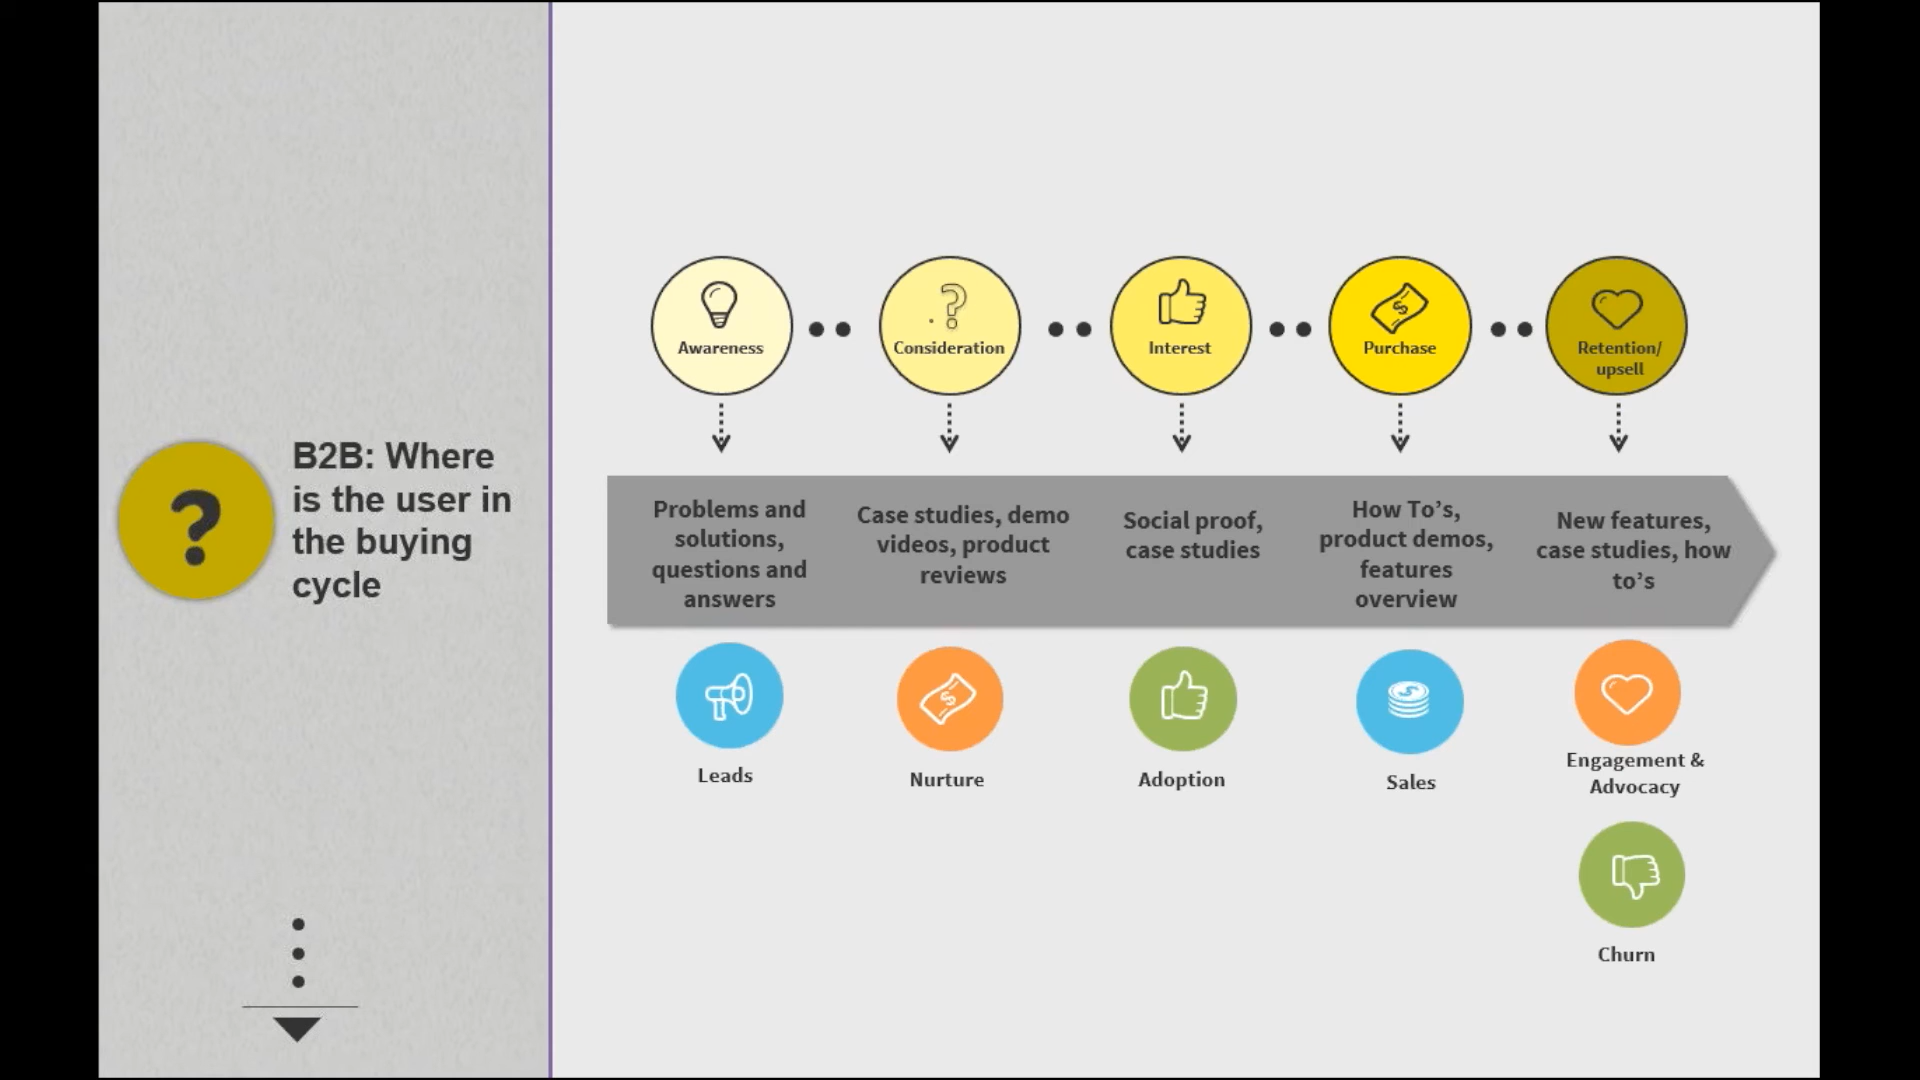 B2B: Where
is the user in
the buying
cycle
Awareness
Consideration
Interest
Purchase
Retention/
upsell
Problems and
solutions,
questions and
answers
Case studies, demo
videos, product
reviews
Social proof,
case studies
How To’s,
product demos,
features
overview
New features,
case studies, how
to’s
Leads
Nurture
Adoption
Sales
Engagement &
Advocacy
Churn